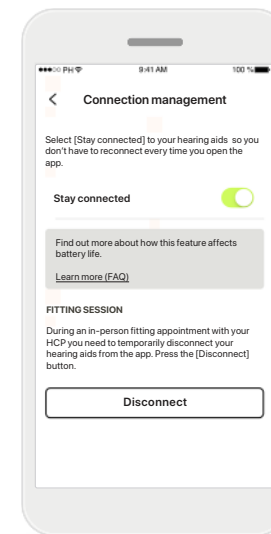 PH 9:41 AM 100 %
Connection management
Select [Stay connected] to your hearing aids so you
don't have to reconnect every time you open the
app.
Stay connected
Find out more about how this feature affects
battery life.
Learn more (FAQ)
FITTING SESSION
During an in-person fitting appointment with your
HCP you need to temporarily disconnect your
hearing aids from the app. Press the [Disconnect]
button.
Disconnect